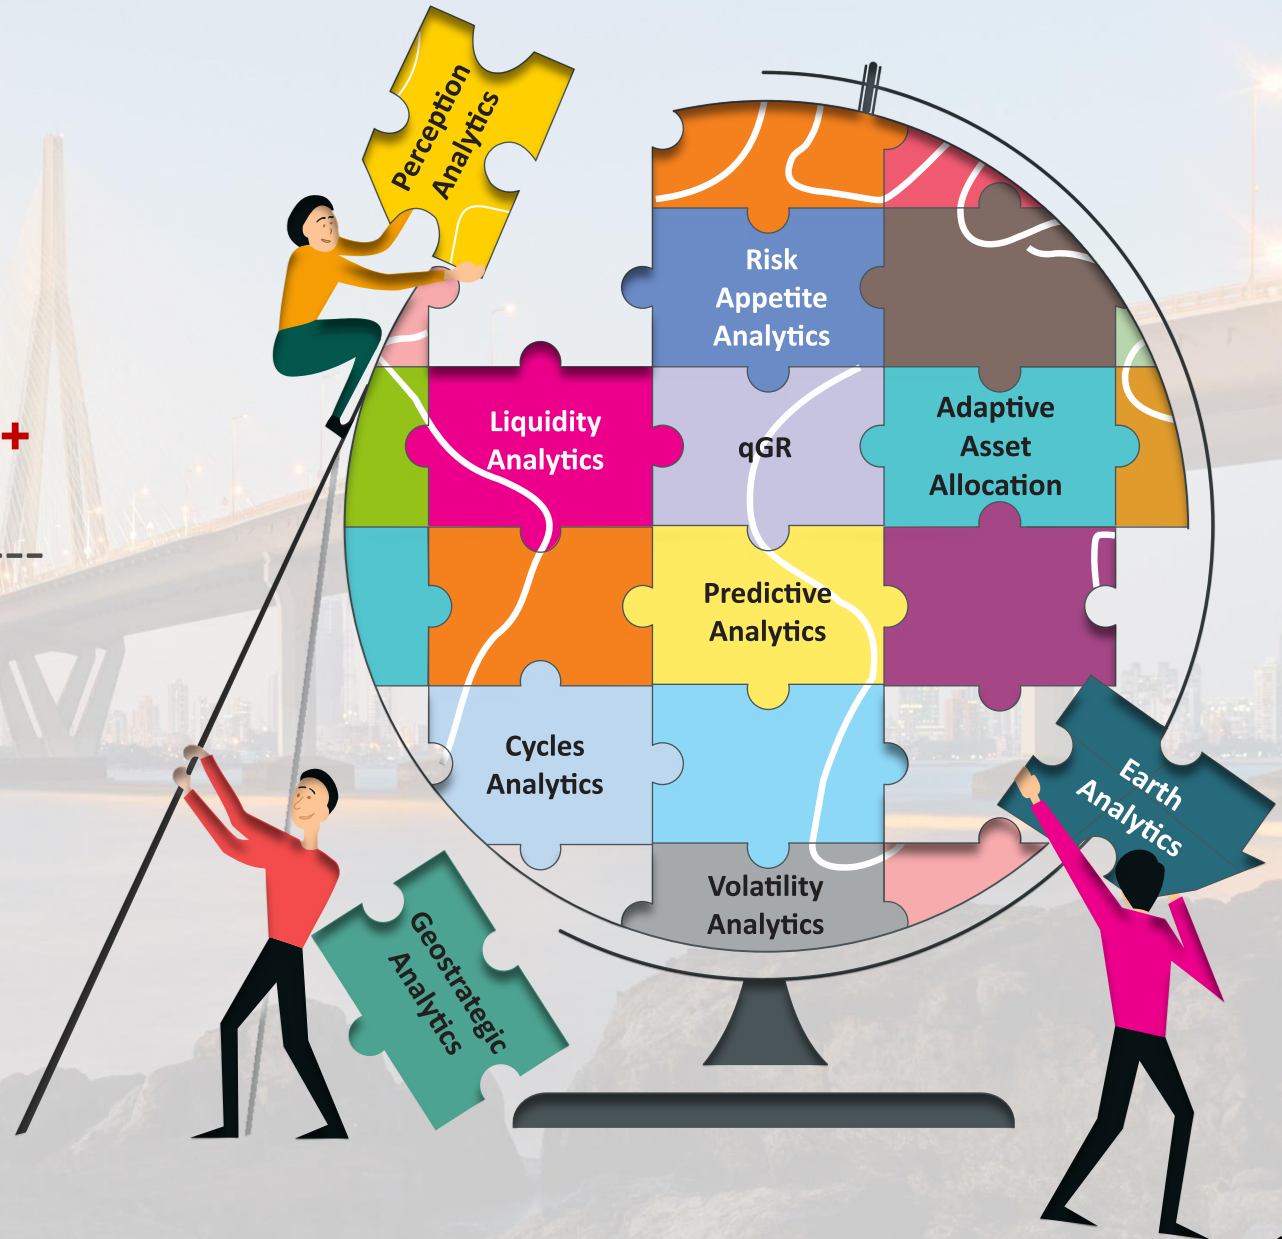 Perception
Analytics
Risk
Appetite
Analytics
Liquidity
Analytics
qGR
Adaptive
Asset
Allocation
+
Predictive
Analytics
Cycles
Analytics
Earth
Analytics
Volatility
Analytics
Geostrategic
Analytics